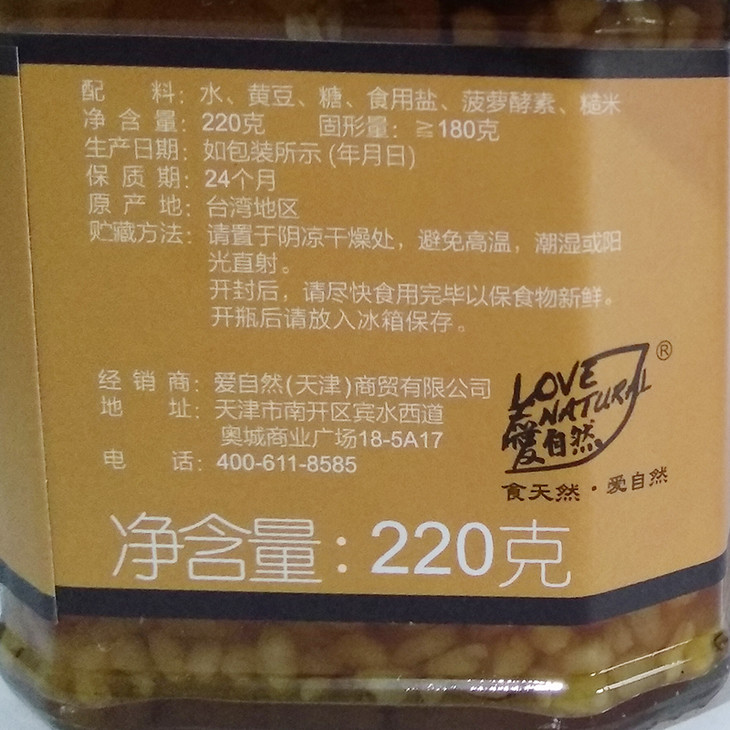 配料：水、黄豆、糖、食用盐、菠萝酵素、糙米
净含量：220克 固形量：≧180克
生产日期：如包装所示（年月日）
保质期：24个月
原产地：台湾地区
贮藏方法：请置于阴凉干燥处，避免高温，潮湿或阳
光直射。
开封后，请尽快食用完毕以保食物新鲜。
开瓶后请放入冰箱保存。
经销商：爱自然（天津）商贸有限公司
地址：天津市南开区宾水西道
奥城商业广场18-5A17
电话：400-611-8585
LOVE
NATURAL®
爱自然
食天然·爱自然
净含量：220克